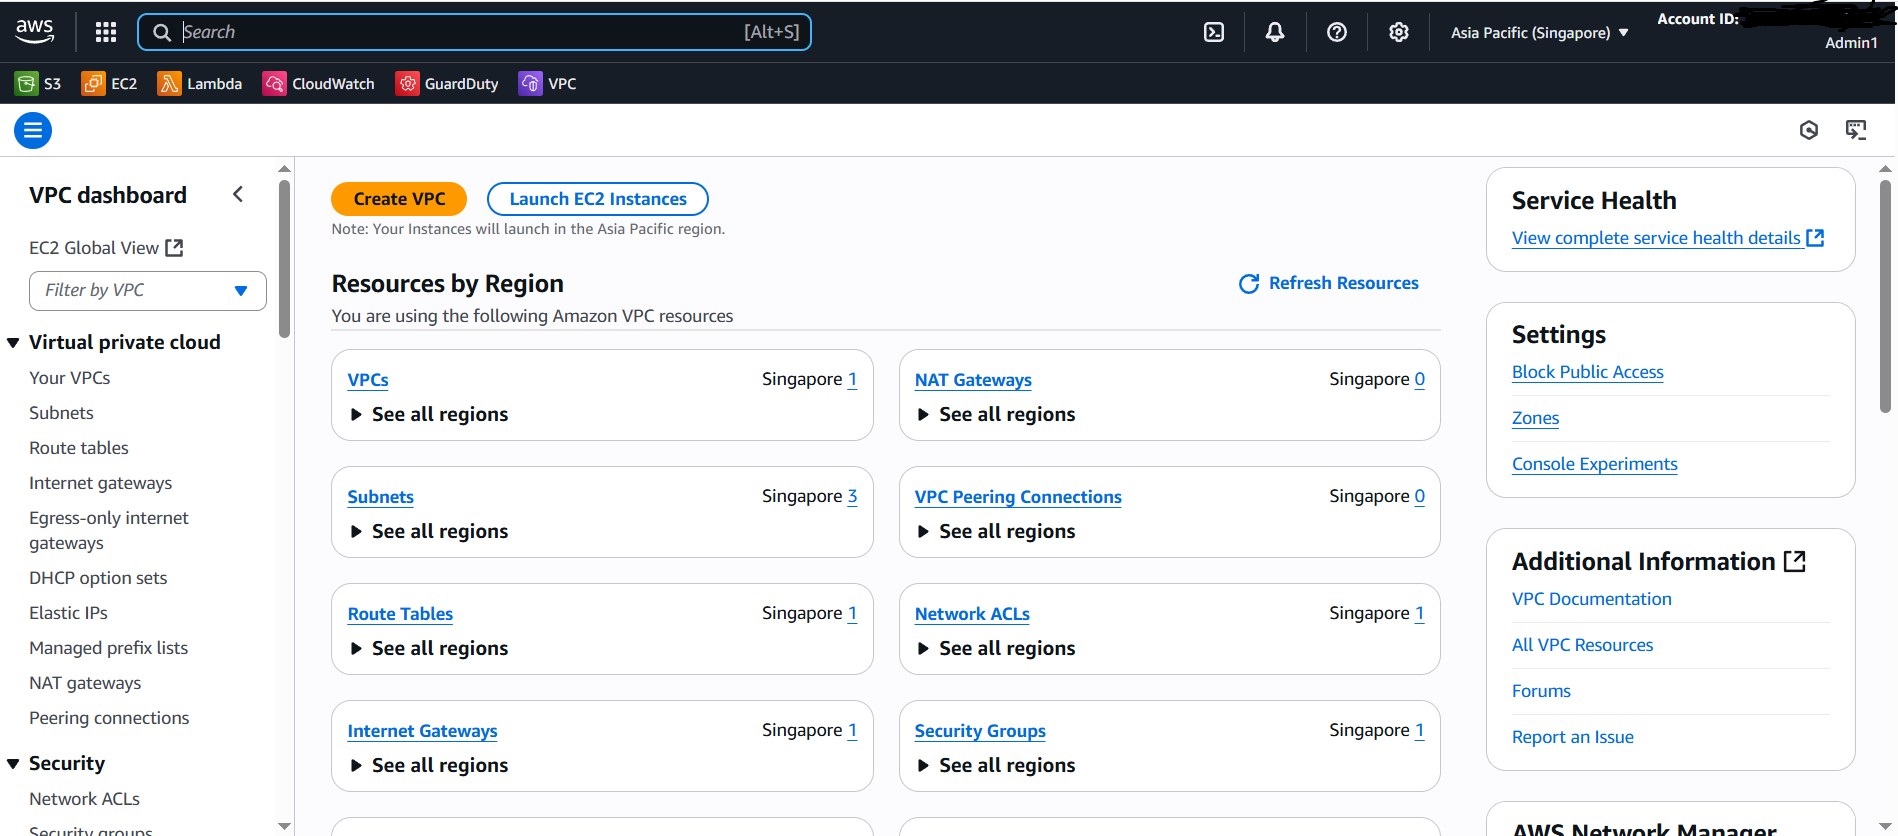 aws
Search
[Alt+S]
Asia Pacific (Singapore)
Account ID:
Admin1
S3
EC2
Lambda
CloudWatch
GuardDuty
VPC
VPC dashboard
EC2 Global View
Filter by VPC
Virtual private cloud
Your VPCs
Subnets
Route tables
Internet gateways
Egress-only internet
gateways
DHCP option sets
Elastic IPs
Managed prefix lists
NAT gateways
Peering connections
Security
Network ACLs
Security groups
Create VPC
Launch EC2 Instances
Note: Your Instances will launch in the Asia Pacific region.
Resources by Region
Refresh Resources
You are using the following Amazon VPC resources
VPCs
Singapore 1
See all regions
NAT Gateways
Singapore 0
See all regions
Subnets
Singapore 3
See all regions
VPC Peering Connections
Singapore 0
See all regions
Route Tables
Singapore 1
See all regions
Network ACLs
Singapore 1
See all regions
Internet Gateways
Singapore 1
See all regions
Security Groups
Singapore 1
See all regions
Service Health
View complete service health details
Settings
Block Public Access
Zones
Console Experiments
Additional Information
VPC Documentation
All VPC Resources
Forums
Report an Issue
AWS Network Manager